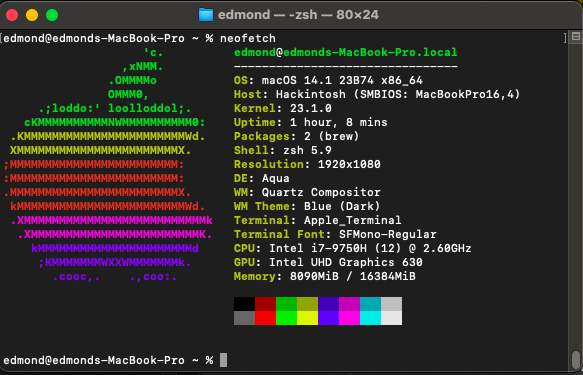 edmond — -zsh — 80×24
[edmond@edmonds-MacBook-Pro ~ % neofetch ]
'c. edmond@edmonds-MacBook-Pro.local
,xNMM. --------------------------------
.OMMMMo OS: macOS 14.1 23B74 x86_64
OMMM0, Host: Hackintosh (SMBIOS: MacBookPro16,4)
.;loddo:' loolloddol;. Kernel: 23.1.0
cKMMMMMMMMMMNWMMMMMMMMMM0: Uptime: 1 hour, 8 mins
.KMMMMMMMMMMMMMMMMMMMMMMMWd. Packages: 2 (brew)
XMMMMMMMMMMMMMMMMMMMMMMMX. Shell: zsh 5.9
;MMMMMMMMMMMMMMMMMMMMMMMM: Resolution: 1920x1080
:MMMMMMMMMMMMMMMMMMMMMMMM: DE: Aqua
.MMMMMMMMMMMMMMMMMMMMMMMMX. WM: Quartz Compositor
kMMMMMMMMMMMMMMMMMMMMMMMMWd. WM Theme: Blue (Dark)
.XMMMMMMMMMMMMMMMMMMMMMMMMMMk Terminal: Apple_Terminal
.XMMMMMMMMMMMMMMMMMMMMMMMMK. Terminal Font: SFMono-Regular
kMMMMMMMMMMMMMMMMMMMMMMd CPU: Intel i7-9750H (12) @ 2.60GHz
;KMMMMMMMWXXWMMMMMMMk. GPU: Intel UHD Graphics 630
.cooc,. .,coo:. Memory: 8090MiB / 16384MiB
edmond@edmonds-MacBook-Pro ~ %